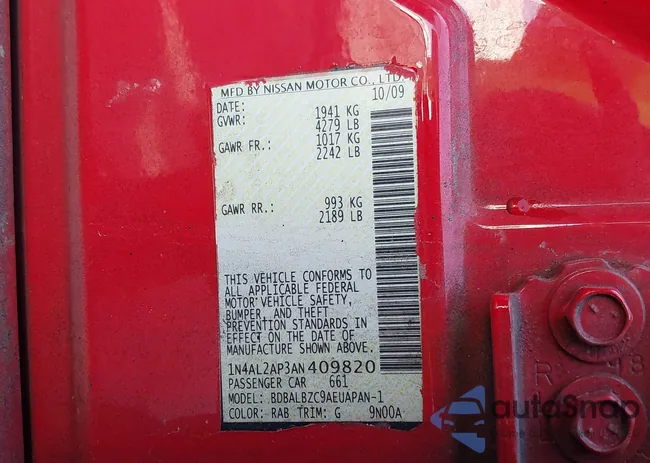 MFD BY NISSAN MOTOR CO., LTD
DATE: 10/09
GVWR: 1941 KG
4279 LB
GAWR FR.: 1017 KG
2242 LB
GAWR RR.: 993 KG
2189 LB
THIS VEHICLE CONFORMS TO
ALL APPLICABLE FEDERAL
MOTOR VEHICLE SAFETY,
BUMPER, AND THEFT
PREVENTION STANDARDS IN
EFFECT ON THE DATE OF
MANUFACTURE SHOWN ABOVE.
1N4AL2AP3AN409820
PASSENGER CAR 661
MODEL: BDBALBZC9AEUAPAN-1
COLOR: RAB TRIM: G 9N00A
autoSnap